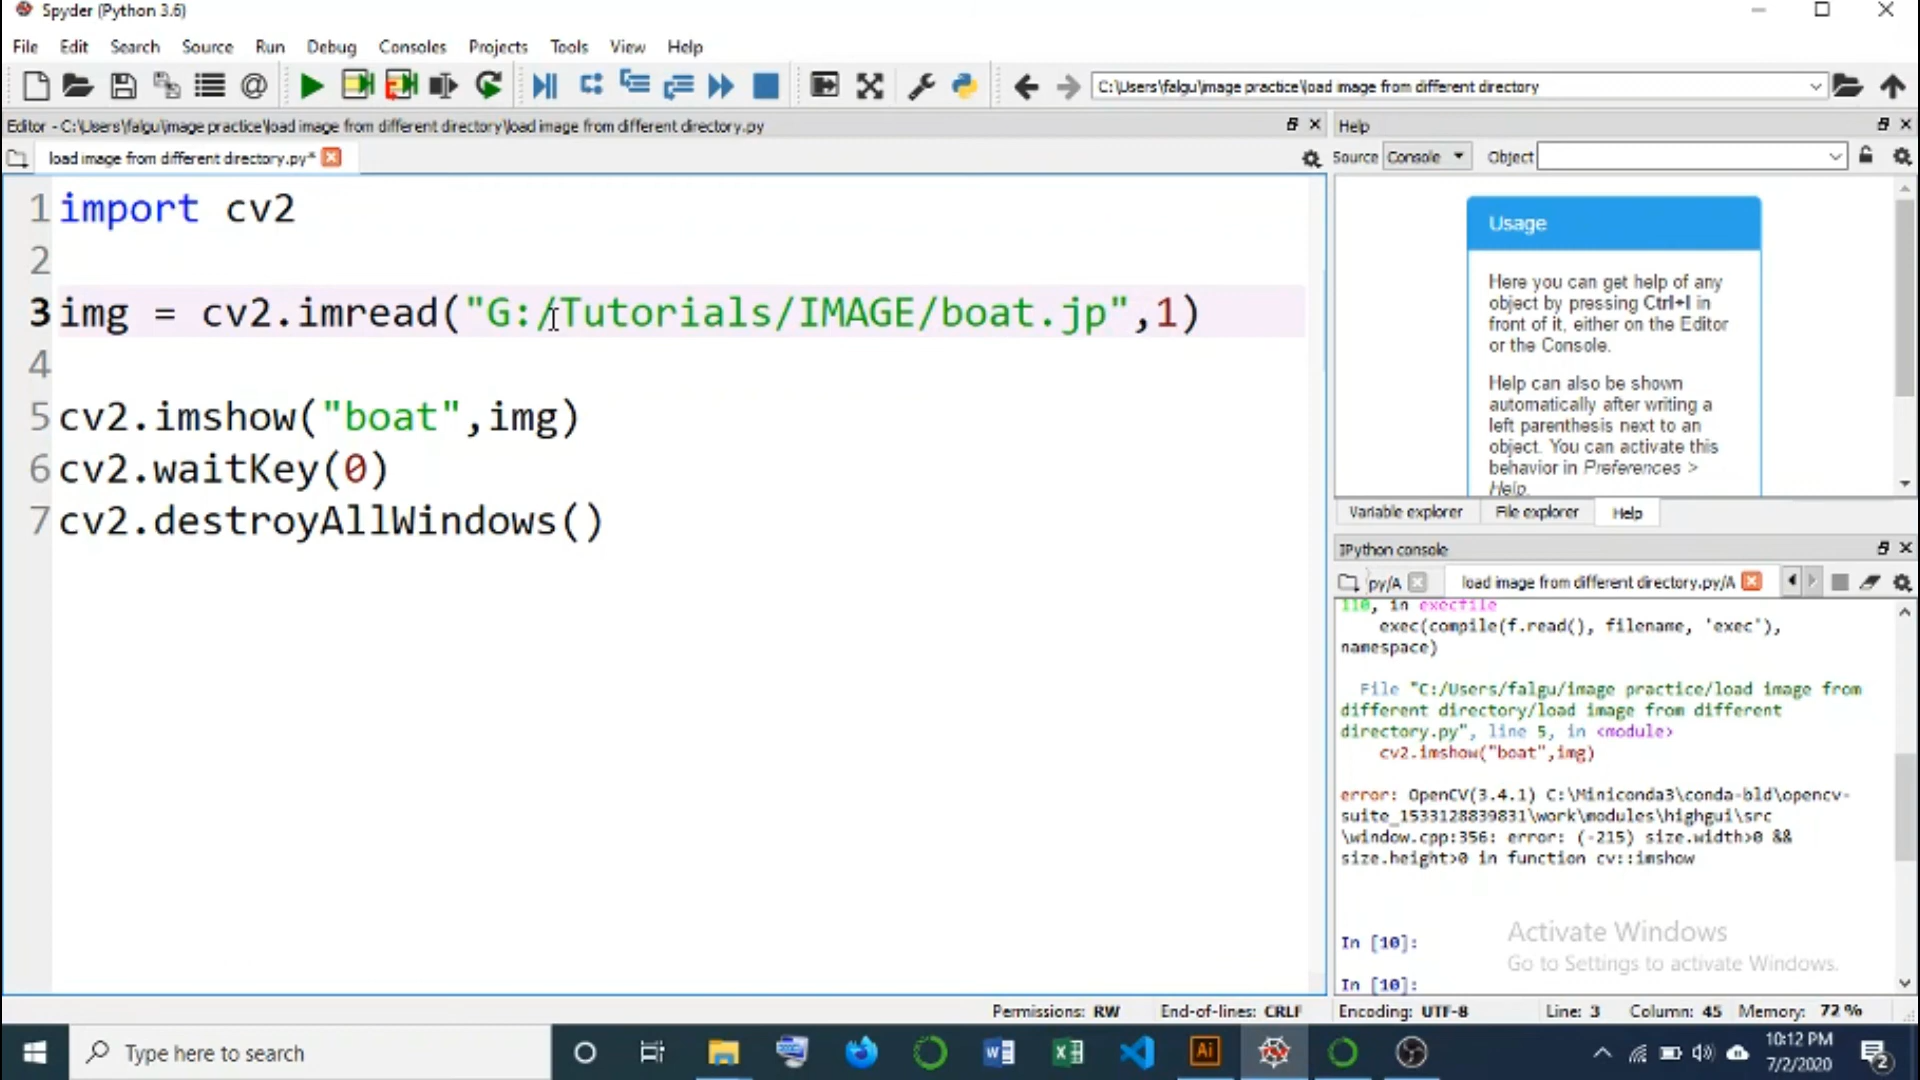 Spyder (Python 3.6)
File Edit Search Source Run Debug Consoles Projects Tools View Help
C:\Users\falgu\image practice\load image from different directory
Editor - C:\Users\falgu\image practice\load image from different directory\load image from different directory.py
load image from different directory.py*
1 import cv2
2
3 img = cv2.imread("G:/Tutorials/IMAGE/boat.jp",1)
4
5 cv2.imshow("boat",img)
6 cv2.waitKey(0)
7 cv2.destroyAllWindows()
Help
Source Console Object
Usage
Here you can get help of any
object by pressing Ctrl+I in
front of it, either on the Editor
or the Console.
Help can also be shown
automatically after writing a
left parenthesis next to an
object. You can activate this
behavior in Preferences >
Help.
Variable explorer File explorer Help
IPython console
py/A load image from different directory.py/A
110, in execfile
exec(compile(f.read(), filename, 'exec'),
namespace)
File "C:/Users/falgu/image practice/load image from
different directory/load image from different
directory.py", line 5, in <module>
cv2.imshow("boat",img)
error: OpenCV(3.4.1) C:\Miniconda3\conda-bld\opencv-
suite_1533128839831\work\modules\highgui\src
\window.cpp:356: error: (-215) size.width>0 &&
size.height>0 in function cv::imshow
In [10]:
In [10]:
Activate Windows
Go to Settings to activate Windows.
Permissions: RW End-of-lines: CRLF Encoding: UTF-8 Line: 3 Column: 45 Memory: 72 %
Type here to search
Ai
10:12 PM
7/2/2020
2